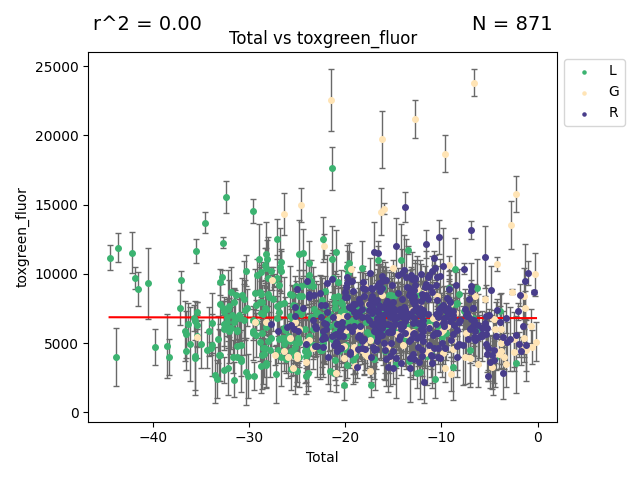 r^2 = 0.00
N = 871
Total vs toxgreen_fluor
25000
20000
15000
10000
5000
0
toxgreen_fluor
−40
−30
−20
−10
0
Total
L
G
R